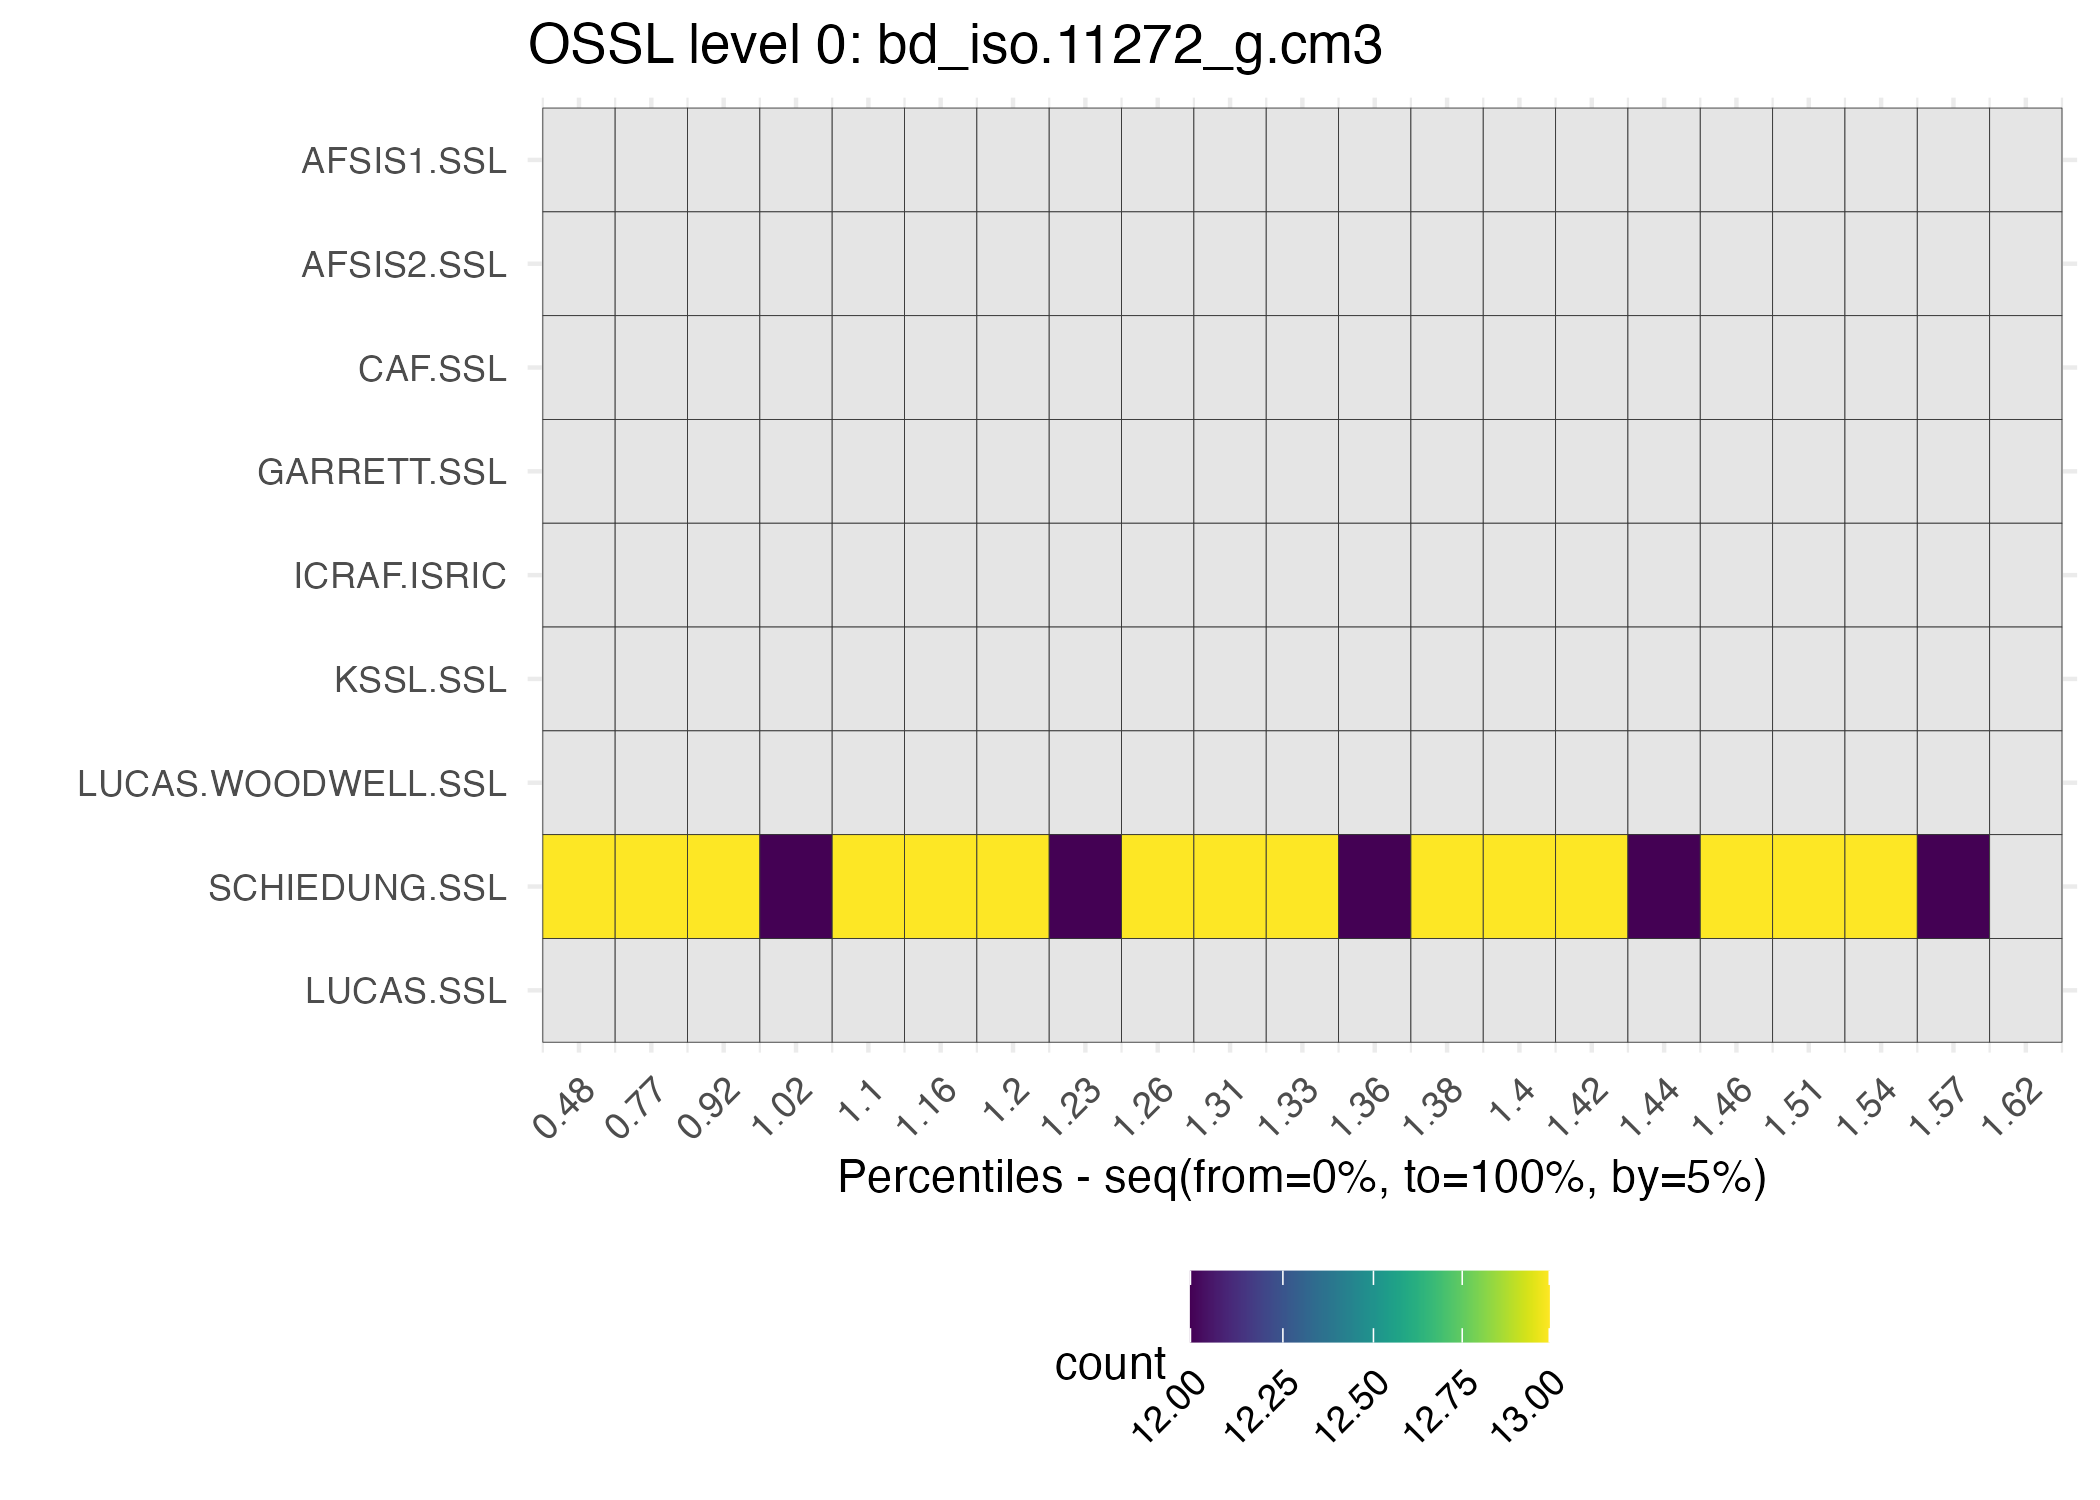 OSSL level 0: bd_iso.11272_g.cm3
AFSIS1.SSL
AFSIS2.SSL
CAF.SSL
GARRETT.SSL
ICRAF.ISRIC
KSSL.SSL
LUCAS.WOODWELL.SSL
SCHIEDUNG.SSL
LUCAS.SSL
0.48 0.77 0.92 1.02 1.1 1.16 1.2 1.23 1.26 1.31 1.33 1.36 1.38 1.4 1.42 1.44 1.46 1.51 1.54 1.57 1.62
Percentiles - seq(from=0%, to=100%, by=5%)
count
12.00 12.25 12.50 12.75 13.00